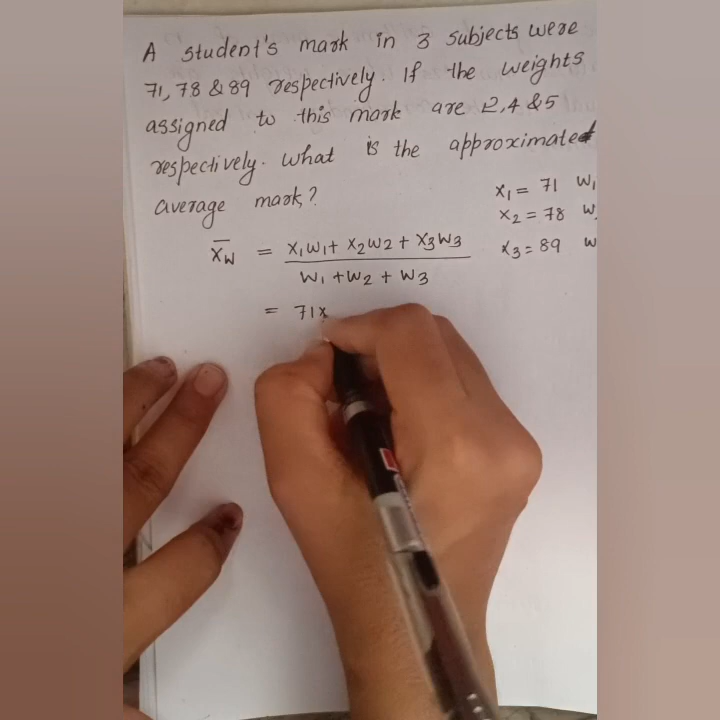 A student's mark in 3 subjects were
71, 78 & 89 respectively. If the weights
assigned to this mark are 2,4 & 5
respectively. what is the approximated
average mark,?
x1 = 71 W1
x2 = 78 W
x3 = 89 W
x̄w = x1w1 + x2w2 + x3w3
w1 + w2 + w3
= 71x